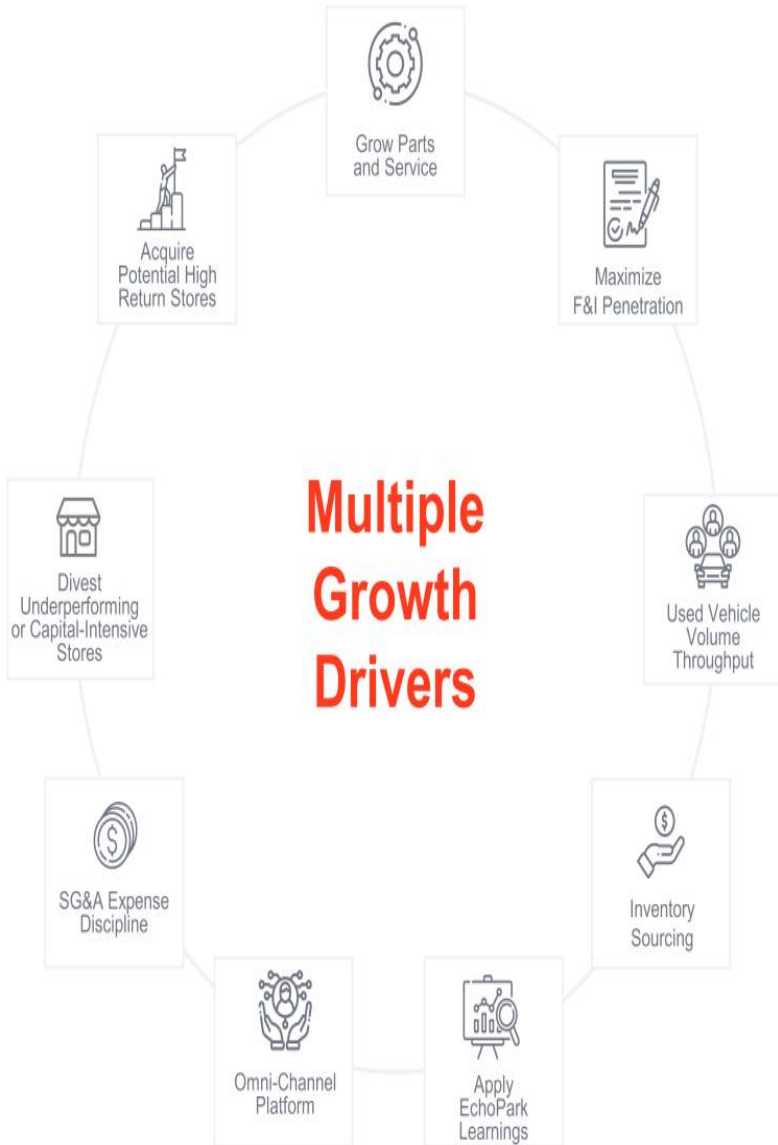 Grow Parts
and Service
Maximize
F&I Penetration
Used Vehicle
Volume
Throughput
Inventory
Sourcing
Apply
EchoPark
Learnings
Omni-Channel
Platform
SG&A Expense
Discipline
Divest
Underperforming
or Capital-Intensive
Stores
Acquire
Potential High
Return Stores
Multiple
Growth
Drivers